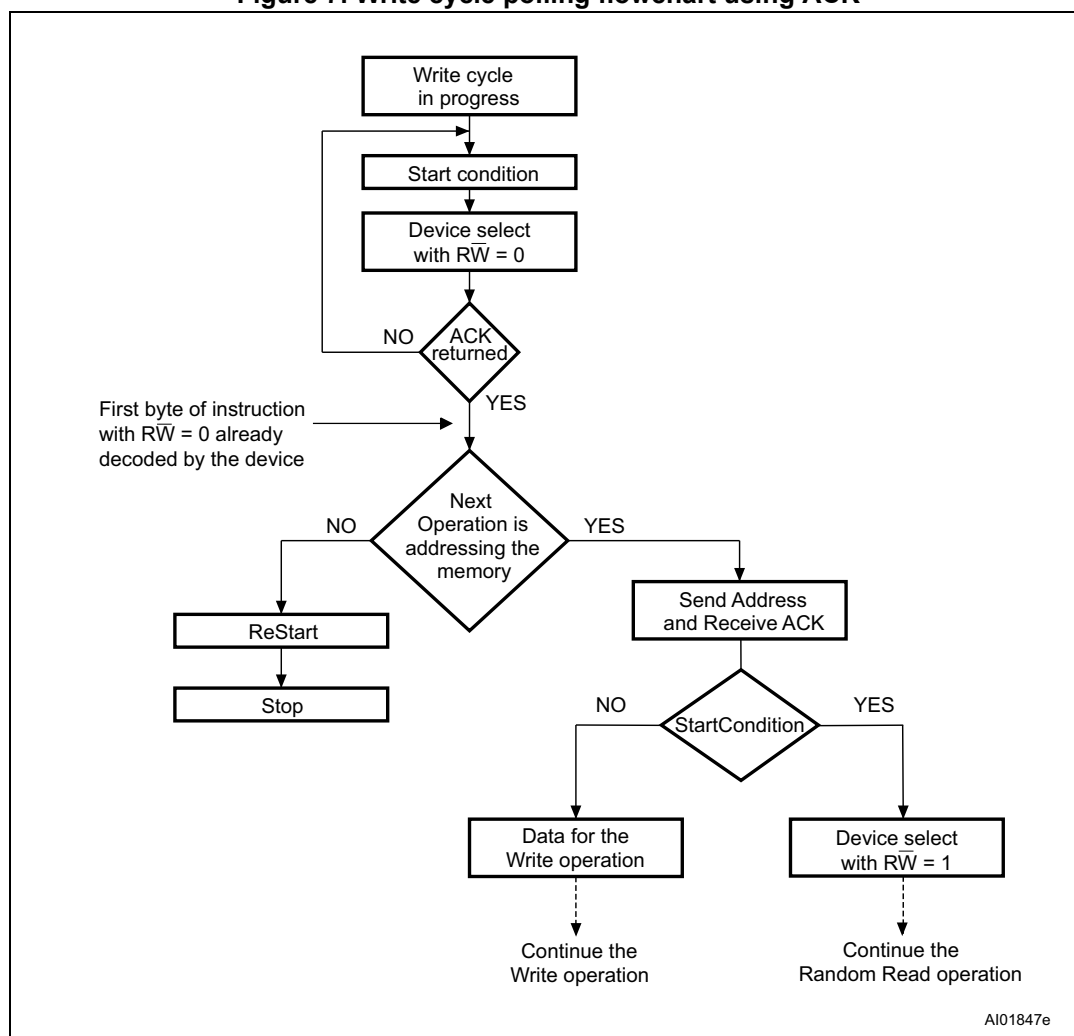 Figure 7. Write cycle polling flowchart using ACK
Write cycle
in progress
Start condition
Device select
with RW̅ = 0
NO
ACK
returned
YES
First byte of instruction
with RW̅ = 0 already
decoded by the device
NO
Next
Operation is
addressing the
memory
YES
Send Address
and Receive ACK
ReStart
Stop
NO
StartCondition
YES
Data for the
Write operation
Device select
with RW̅ = 1
Continue the
Write operation
Continue the
Random Read operation
AI01847e